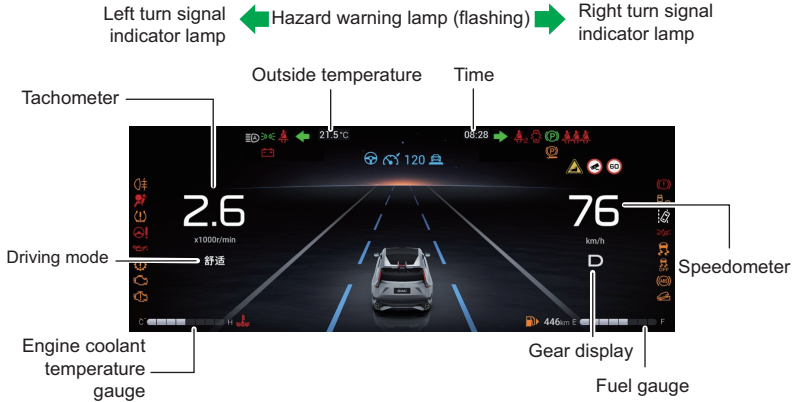 Left turn signal
indicator lamp
Hazard warning lamp (flashing)
Right turn signal
indicator lamp
Outside temperature
Time
Tachometer
21.5°C
08:28
120
60
2.6
x1000r/min
76
km/h
Driving mode
舒适
D
Speedometer
C
H
446km
E
F
Engine coolant
temperature
gauge
Gear display
Fuel gauge